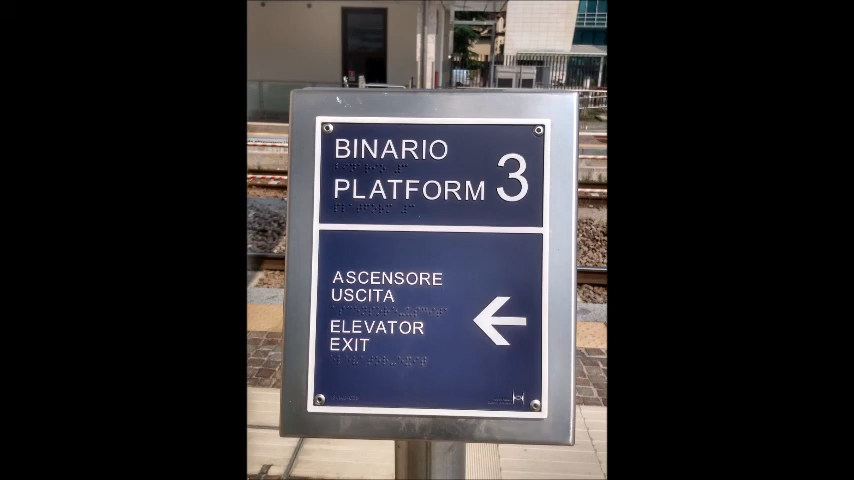 BINARIO
PLATFORM 3
ASCENSORE
USCITA
ELEVATOR
EXIT